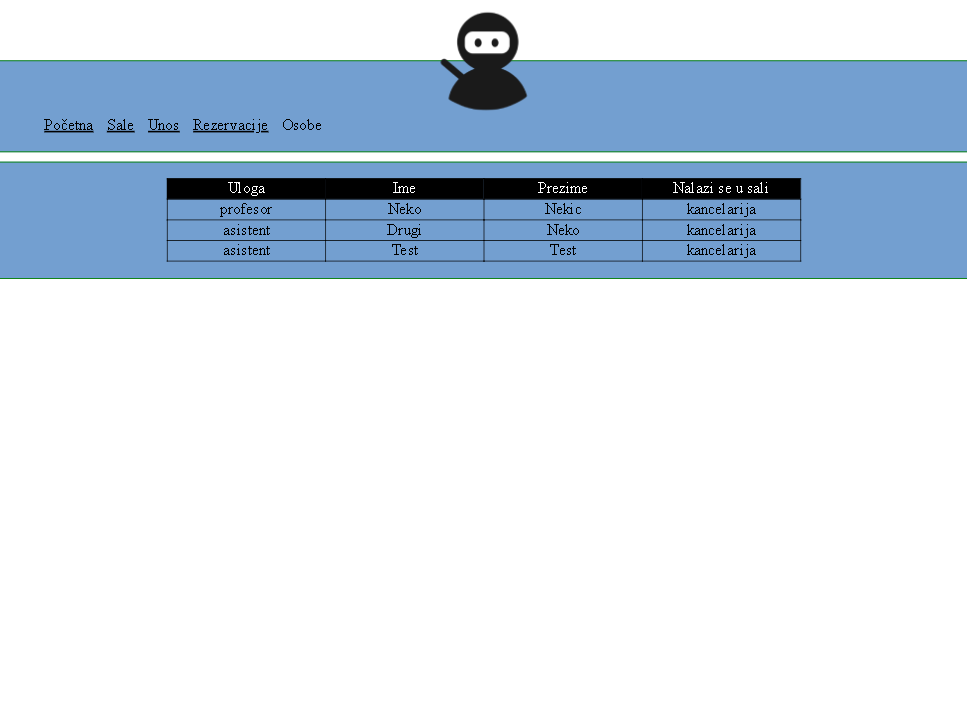 Početna Sale Unos Rezervacije Osobe
Uloga Ime Prezime Nalazi se u sali
profesor Neko Nekic kancelarija
asistent Drugi Neko kancelarija
asistent Test Test kancelarija